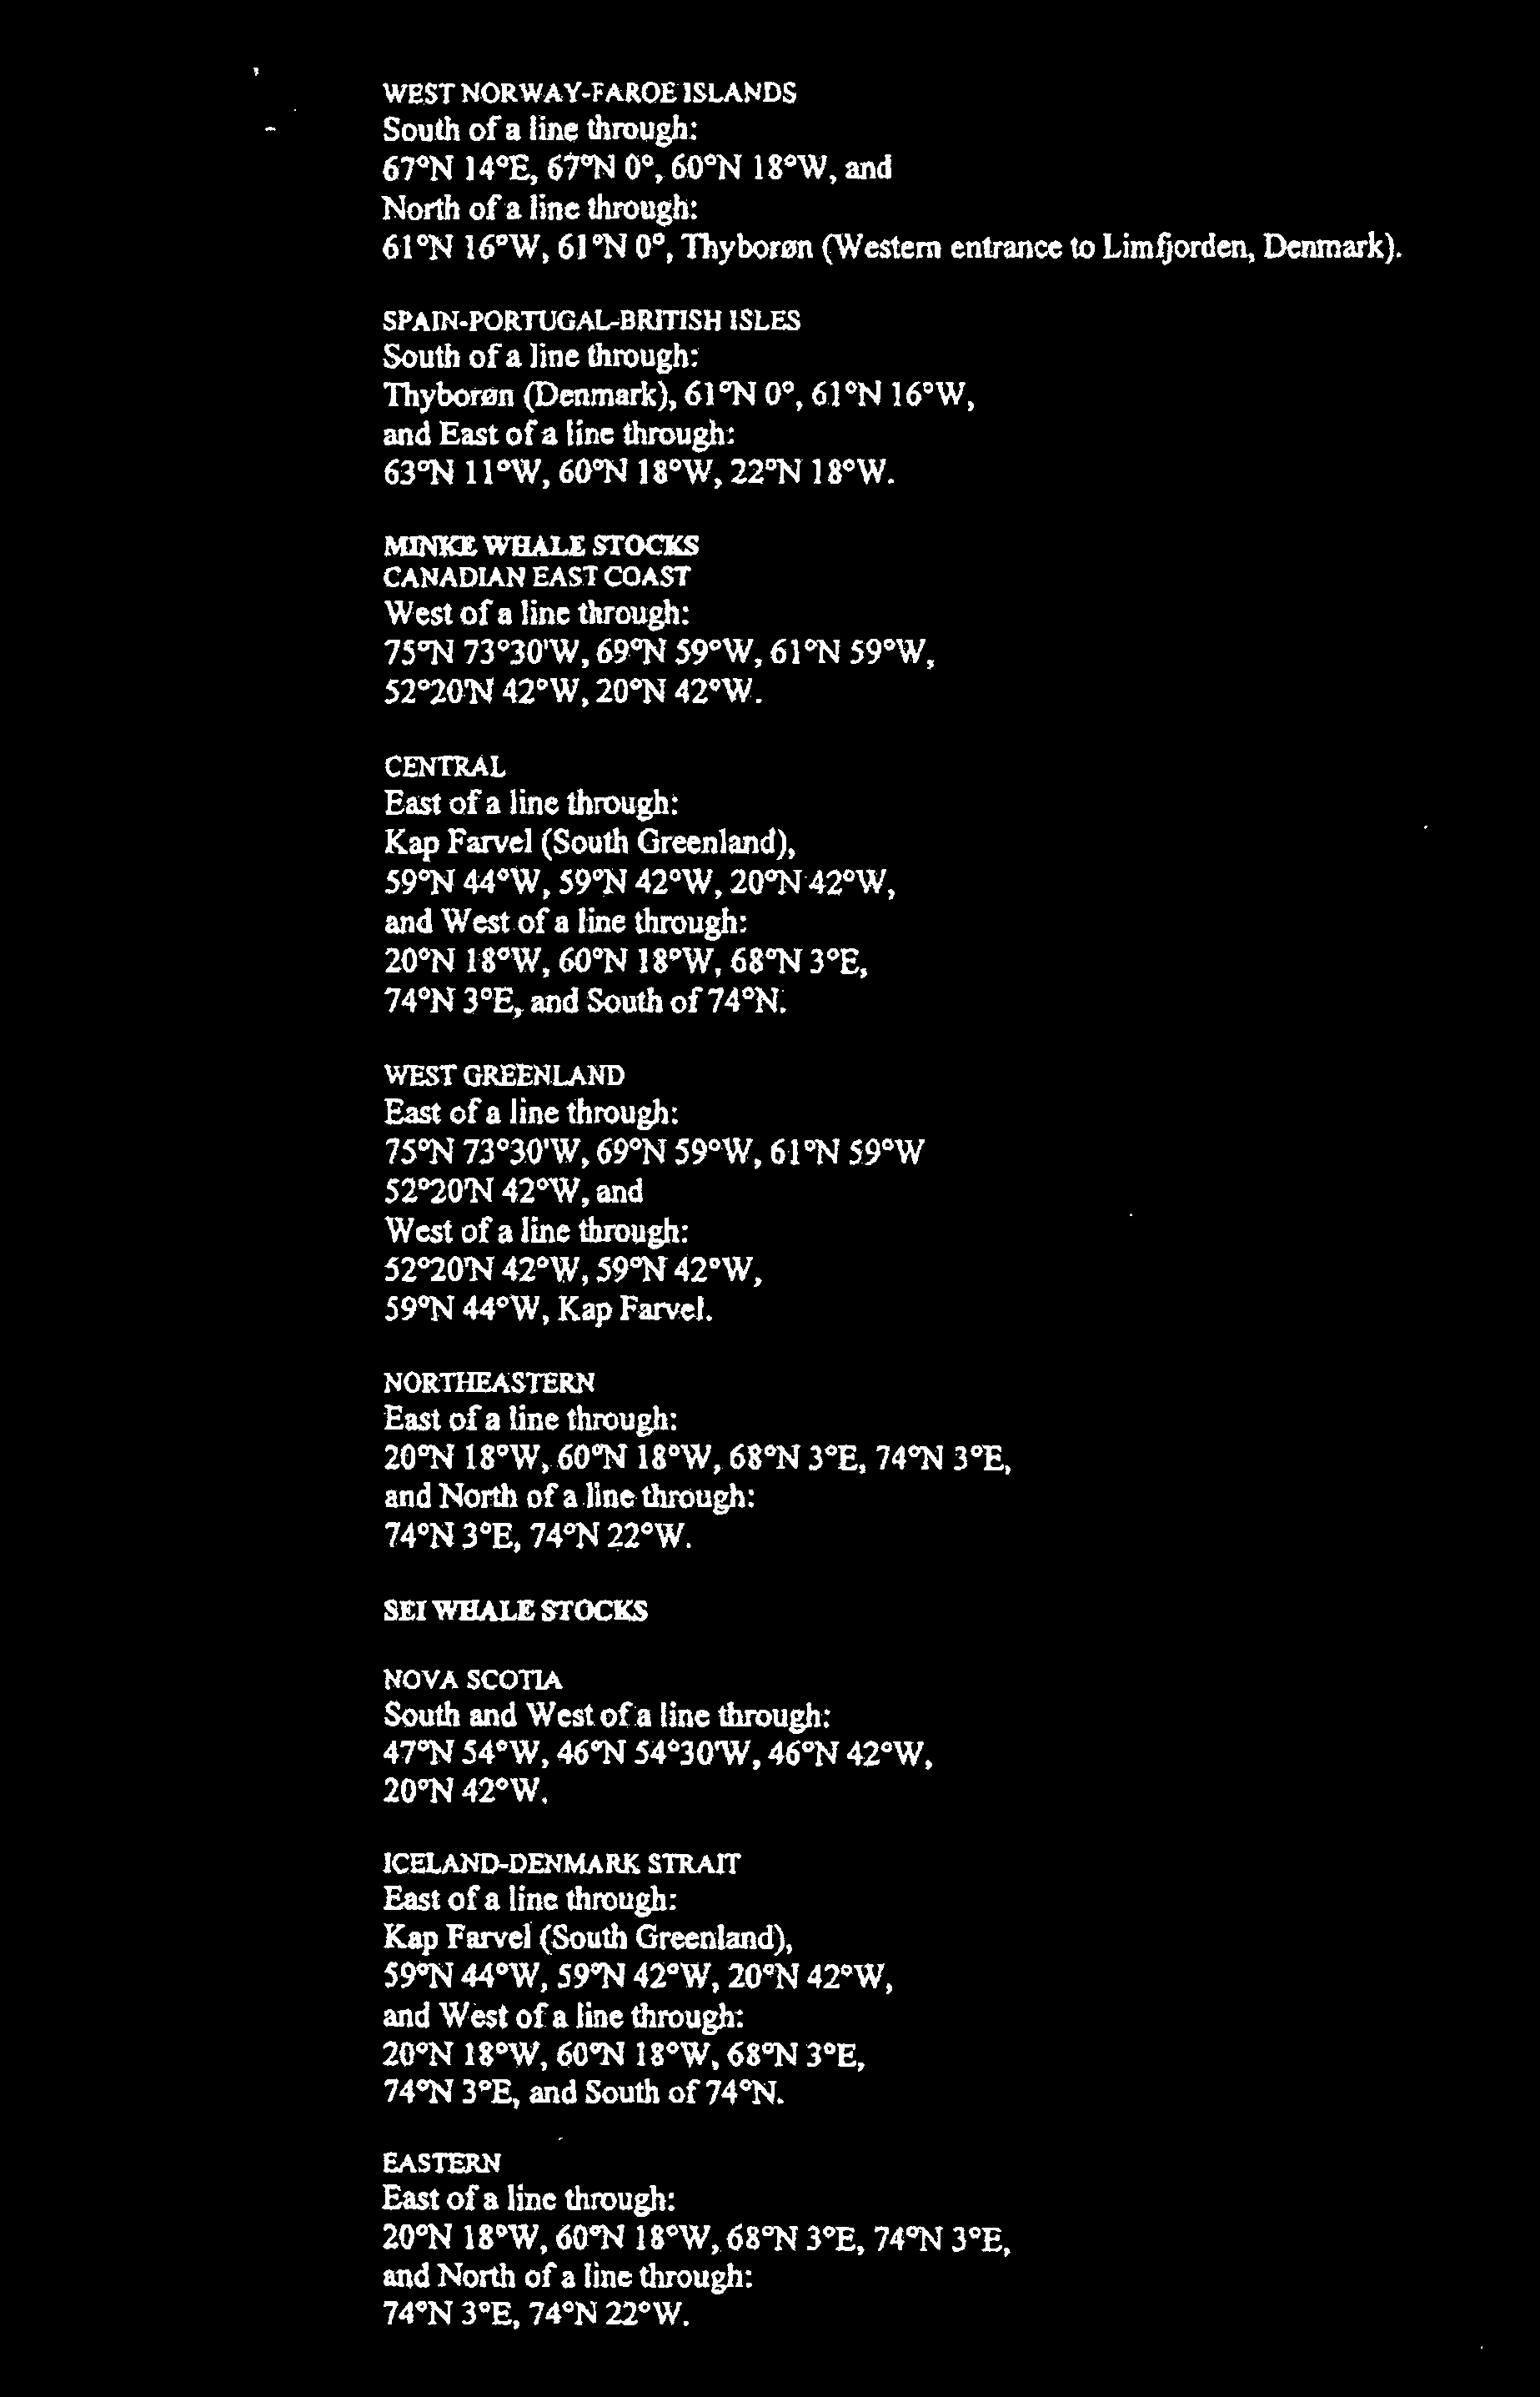 WEST NORWAY-FAROE ISLANDS
South of a line through:
67°N 14°E, 67°N 0°, 60°N 18°W, and
North of a line through:
61°N 16°W, 61°N 0°, Thyborøn (Western entrance to Limfjorden, Denmark).
SPAIN-PORTUGAL-BRITISH ISLES
South of a line through:
Thyborøn (Denmark), 61°N 0°, 61°N 16°W,
and East of a line through:
63°N 11°W, 60°N 18°W, 22°N 18°W.
MINKE WHALE STOCKS
CANADIAN EAST COAST
West of a line through:
75°N 73°30'W, 69°N 59°W, 61°N 59°W,
52°20'N 42°W, 20°N 42°W.
CENTRAL
East of a line through:
Kap Farvel (South Greenland),
59°N 44°W, 59°N 42°W, 20°N 42°W,
and West of a line through:
20°N 18°W, 60°N 18°W, 68°N 3°E,
74°N 3°E, and South of 74°N.
WEST GREENLAND
East of a line through:
75°N 73°30'W, 69°N 59°W, 61°N 59°W
52°20'N 42°W, and
West of a line through:
52°20'N 42°W, 59°N 42°W,
59°N 44°W, Kap Farvel.
NORTHEASTERN
East of a line through:
20°N 18°W, 60°N 18°W, 68°N 3°E, 74°N 3°E,
and North of a line through:
74°N 3°E, 74°N 22°W.
SEI WHALE STOCKS
NOVA SCOTIA
South and West of a line through:
47°N 54°W, 46°N 54°30'W, 46°N 42°W,
20°N 42°W.
ICELAND-DENMARK STRAIT
East of a line through:
Kap Farvel (South Greenland),
59°N 44°W, 59°N 42°W, 20°N 42°W,
and West of a line through:
20°N 18°W, 60°N 18°W, 68°N 3°E,
74°N 3°E, and South of 74°N.
EASTERN
East of a line through:
20°N 18°W, 60°N 18°W, 68°N 3°E, 74°N 3°E,
and North of a line through:
74°N 3°E, 74°N 22°W.